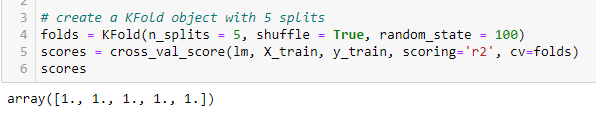 3 # create a KFold object with 5 splits
4 folds = KFold(n_splits = 5, shuffle = True, random_state = 100)
5 scores = cross_val_score(lm, X_train, y_train, scoring='r2', cv=folds)
6 scores
array([1., 1., 1., 1., 1.])